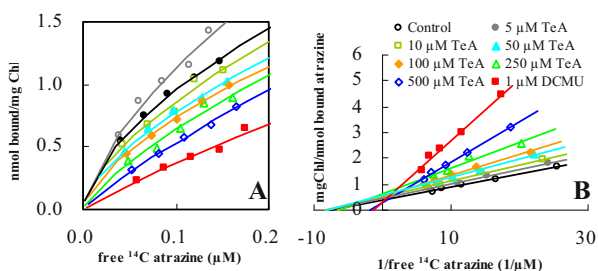 nmol bound/mg Chl
1.5
1.0
0.5
0.0
0.0
0.1
0.2
A
free ¹⁴C atrazine (µM)
mgChl/nmol bound atrazine
Control
5 µM TeA
10 µM TeA
50 µM TeA
100 µM TeA
250 µM TeA
500 µM TeA
1 µM DCMU
8
7
6
5
4
3
2
1
0
-10
10
30
B
1/free ¹⁴C atrazine (1/µM)